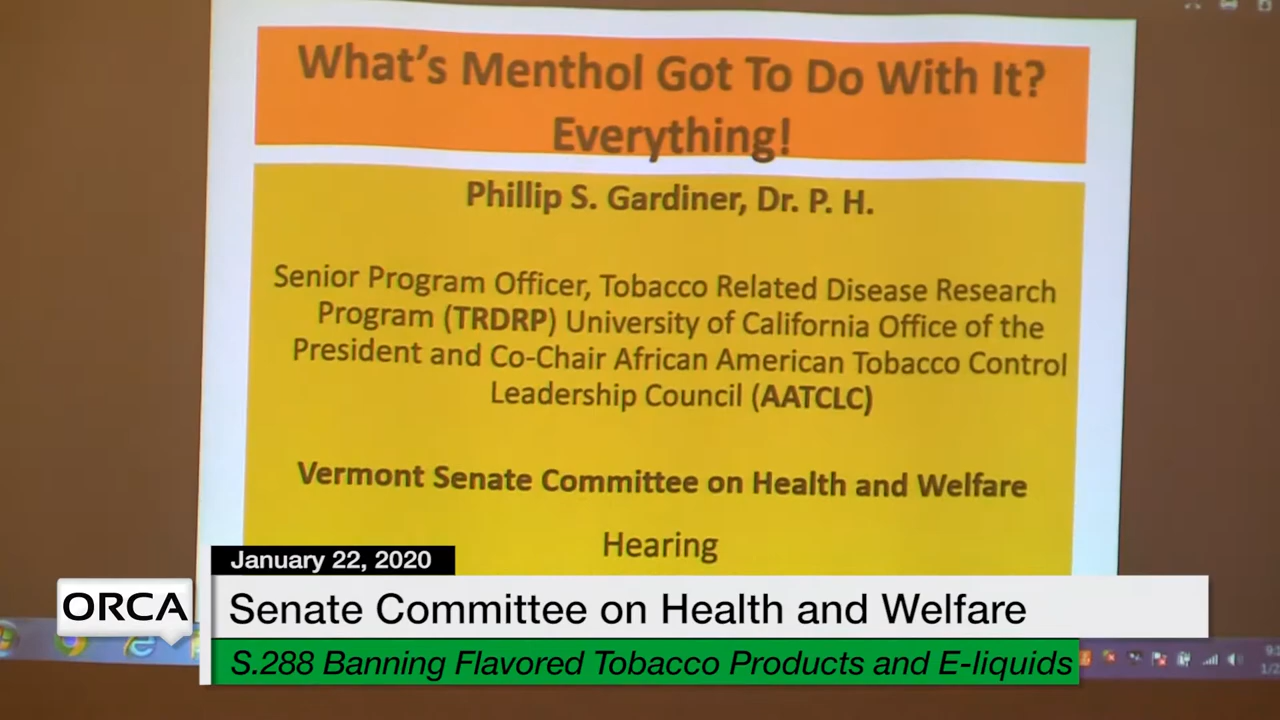 What's Menthol Got To Do With It?
Everything!
Phillip S. Gardiner, Dr. P. H.
Senior Program Officer, Tobacco Related Disease Research
Program (TRDRP) University of California Office of the
President and Co-Chair African American Tobacco Control
Leadership Council (AATCLC)
Vermont Senate Committee on Health and Welfare
Hearing
January 22, 2020
ORCA
Senate Committee on Health and Welfare
S.288 Banning Flavored Tobacco Products and E-liquids